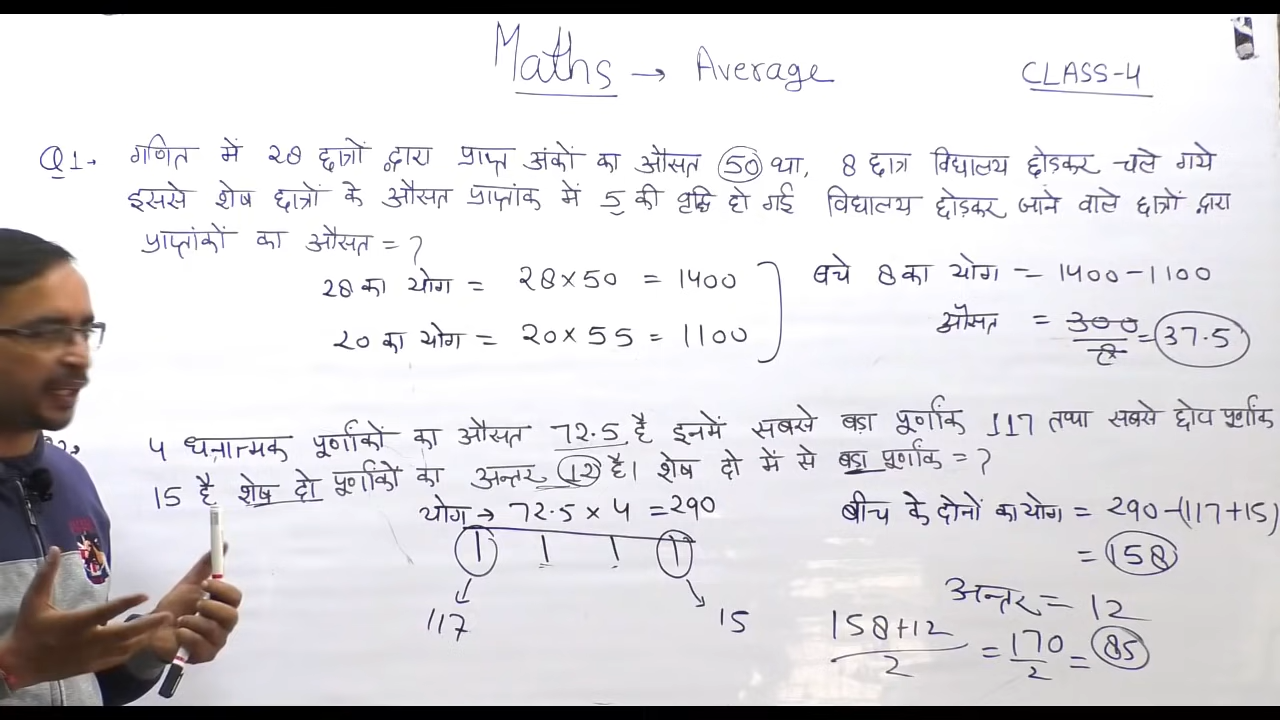 Maths → Average
CLASS-4
Q1. गणित में 28 छात्रों द्वारा प्राप्त अंकों का औसत 50 था, 8 छात्र विद्यालय छोड़कर चले गये
इससे शेष छात्रों के औसत प्राप्तांक में 5 की वृद्धि हो गई विद्यालय छोड़कर जाने वाले छात्रों द्वारा
प्राप्तांकों का औसत = ?
28 का योग = 28×50 = 1400
20 का योग = 20×55 = 1100
बचे 8 का योग = 1400-1100
औसत = 300/8 = 37.5
4 धनात्मक पूर्णांकों का औसत 72.5 है इनमें सबसे बड़ा पूर्णांक 117 तथा सबसे छोटा पूर्णांक
15 है शेष दो पूर्णांकों का अन्तर 12 है। शेष दो में से बड़ा पूर्णांक = ?
योग → 72.5 × 4 = 290
117
15
बीच के दोनों का योग = 290-(117+15)
= 158
अन्तर = 12
158+12/2 = 170/2 = 85